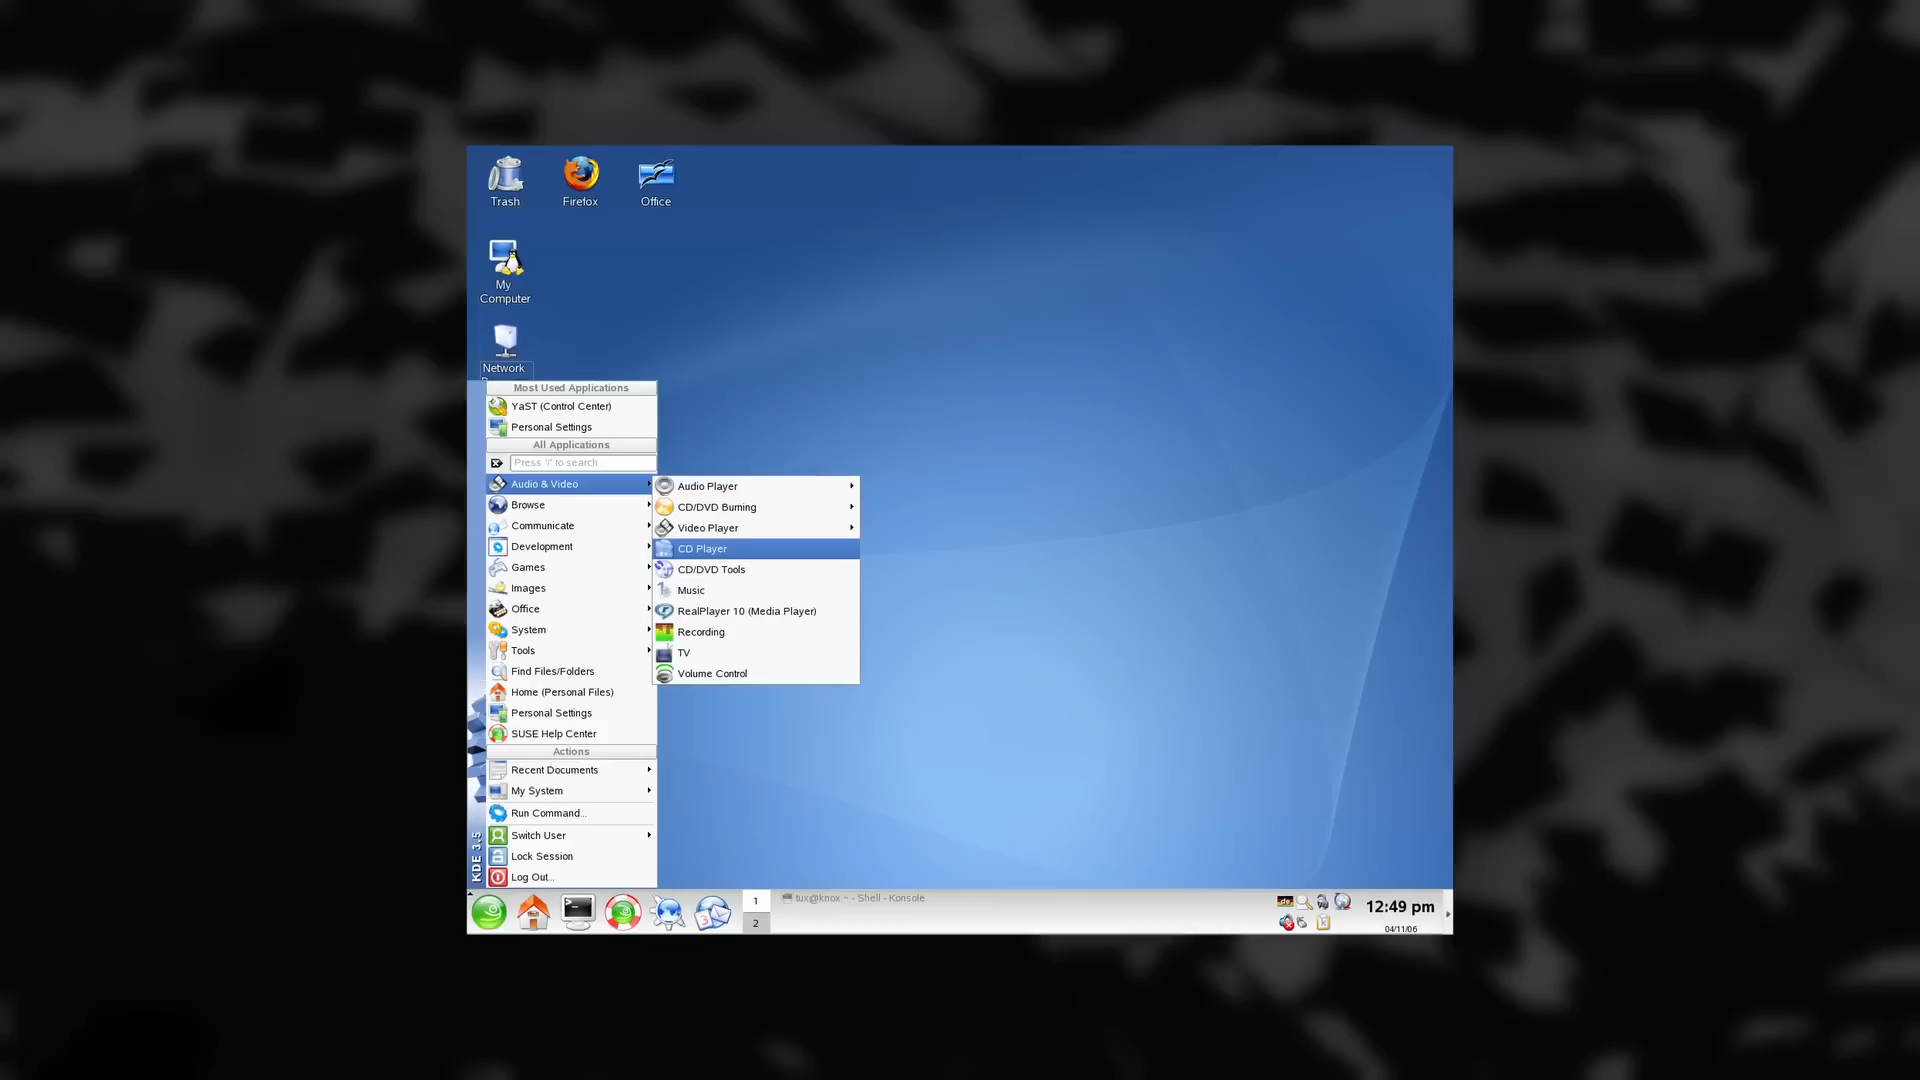 Trash
Firefox
Office
My
Computer
Network
Most Used Applications
YaST (Control Center)
Personal Settings
All Applications
Press '/' to search
Audio & Video
Browse
Communicate
Development
Games
Images
Office
System
Tools
Find Files/Folders
Home (Personal Files)
Personal Settings
SUSE Help Center
Actions
Recent Documents
My System
Run Command...
Switch User
Lock Session
Log Out...
KDE 3.5
Audio Player
CD/DVD Burning
Video Player
CD Player
CD/DVD Tools
Music
RealPlayer 10 (Media Player)
Recording
TV
Volume Control
3
1
2
tux@knox:~ - Shell - Konsole
de
12:49 pm
04/11/06